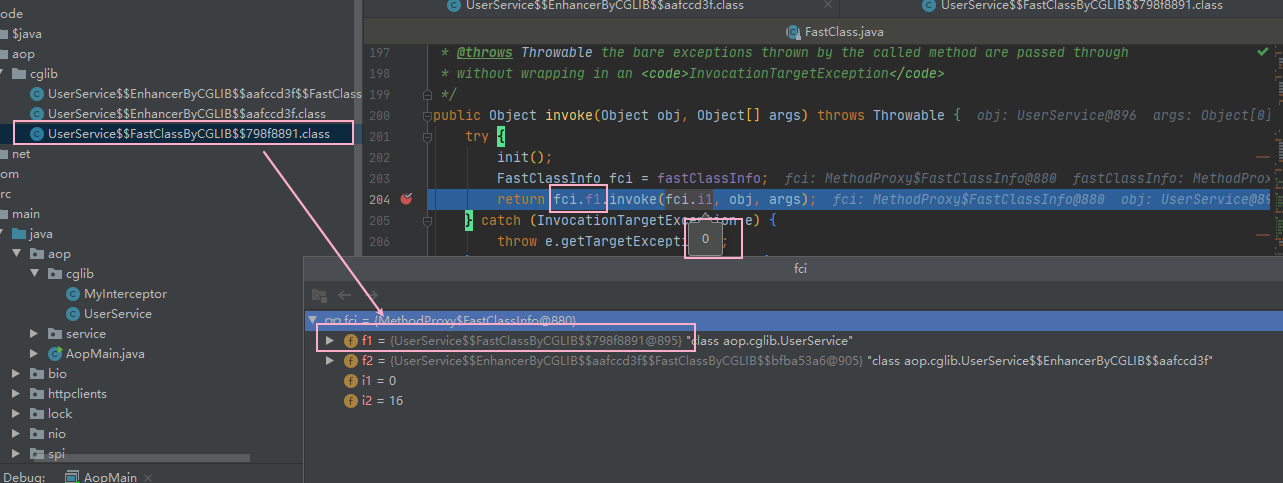 ode
$java
aop
cglib
UserService$$EnhancerByCGLIB$$aafccd3f$$FastClass
UserService$$EnhancerByCGLIB$$aafccd3f.class
UserService$$FastClassByCGLIB$$798f8891.class
net
om
rc
main
java
aop
cglib
MyInterceptor
UserService
service
AopMain.java
bio
httpclients
lock
nio
spi
Debug: AopMain
UserService$$EnhancerByCGLIB$$aafccd3f.class UserService$$FastClassByCGLIB$$798f8891.class
FastClass.java
197 * @throws Throwable the bare exceptions thrown by the called method are passed through
198 * without wrapping in an <code>InvocationTargetException</code>
199 */
200 public Object invoke(Object obj, Object[] args) throws Throwable { obj: UserService@896 args: Object[0]
201 try {
202 init();
203 FastClassInfo fci = fastClassInfo; fci: MethodProxy$FastClassInfo@880 fastClassInfo: MethodProx
204 return fci.f1.invoke(fci.i1, obj, args); fci: MethodProxy$FastClassInfo@880 obj: UserService@89
205 } catch (InvocationTargetException e) {
206 throw e.getTargetExcepti ;
0
fci
fci = {MethodProxy$FastClassInfo@880}
f1 = {UserService$$FastClassByCGLIB$$798f8891@895} "class aop.cglib.UserService"
f2 = {UserService$$EnhancerByCGLIB$$aafccd3f$$FastClassByCGLIB$$bfba53a6@905} "class aop.cglib.UserService$$EnhancerByCGLIB$$aafccd3f"
i1 = 0
i2 = 16